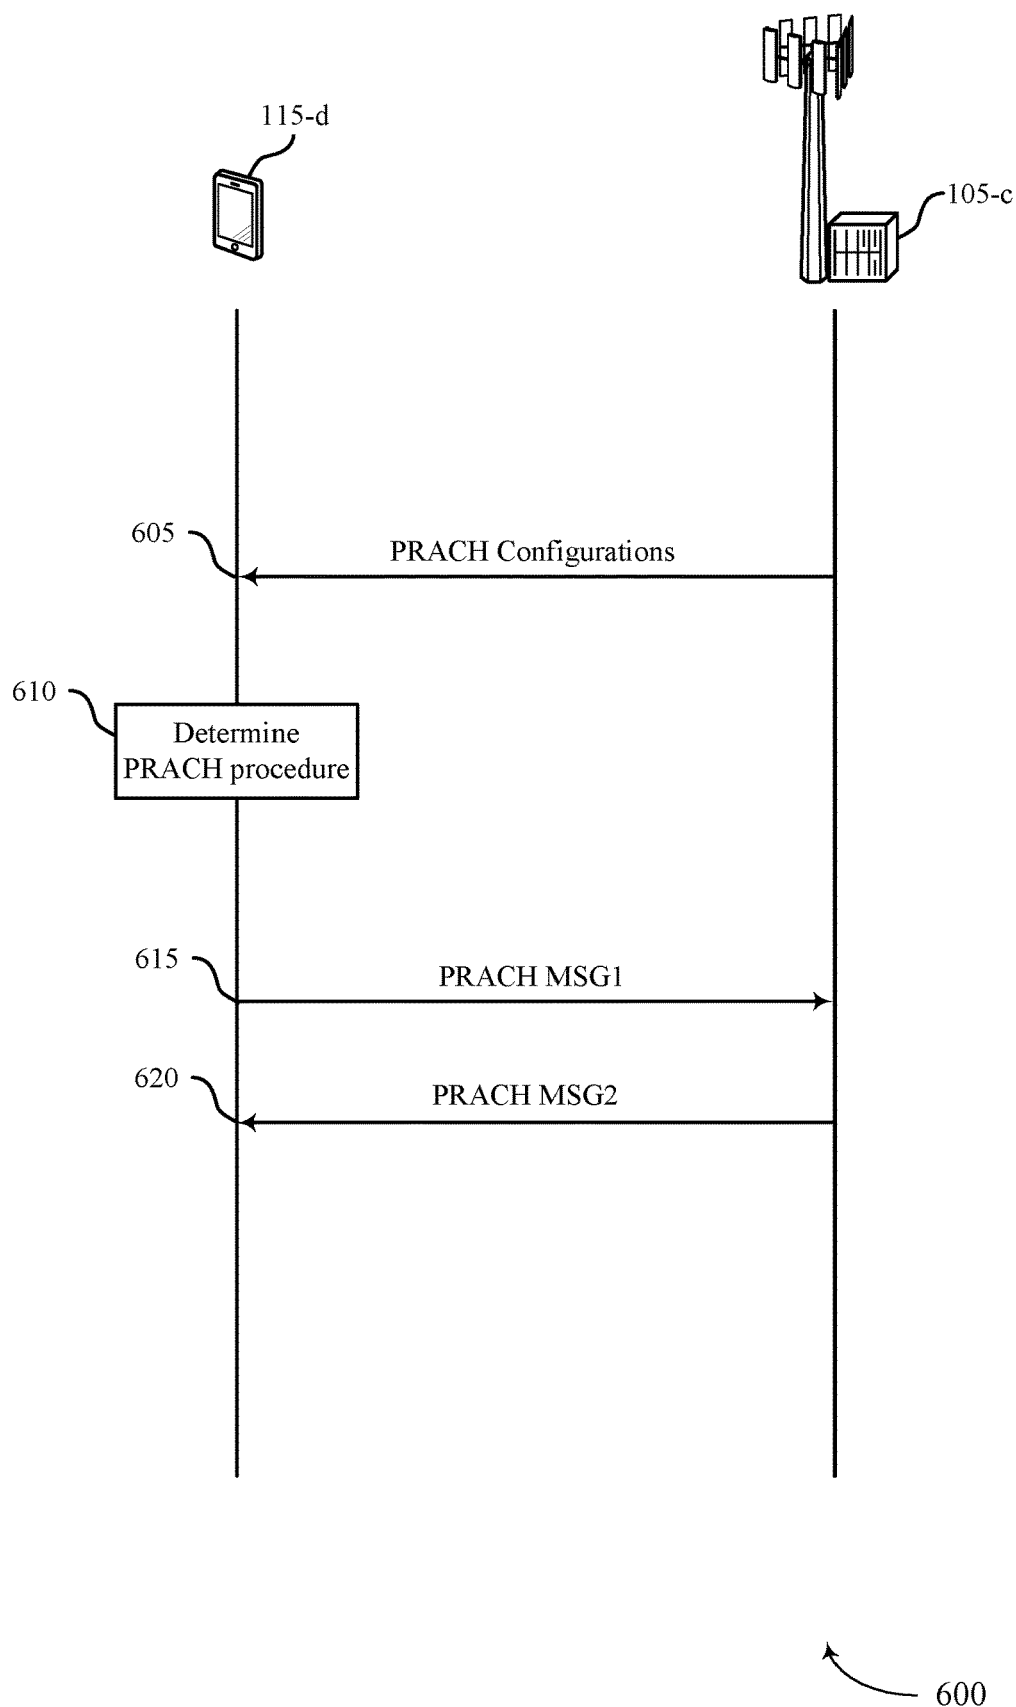 115-d
105-c
605
PRACH Configurations
610
Determine
PRACH procedure
615
PRACH MSG1
620
PRACH MSG2
600